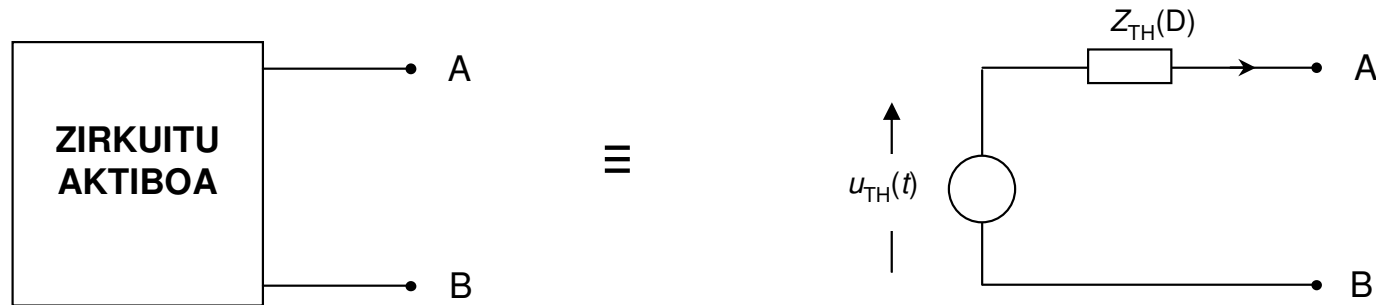 ZIRKUITU
AKTIBOA
A
B
≡
Z_TH(D)
u_TH(t)
A
B